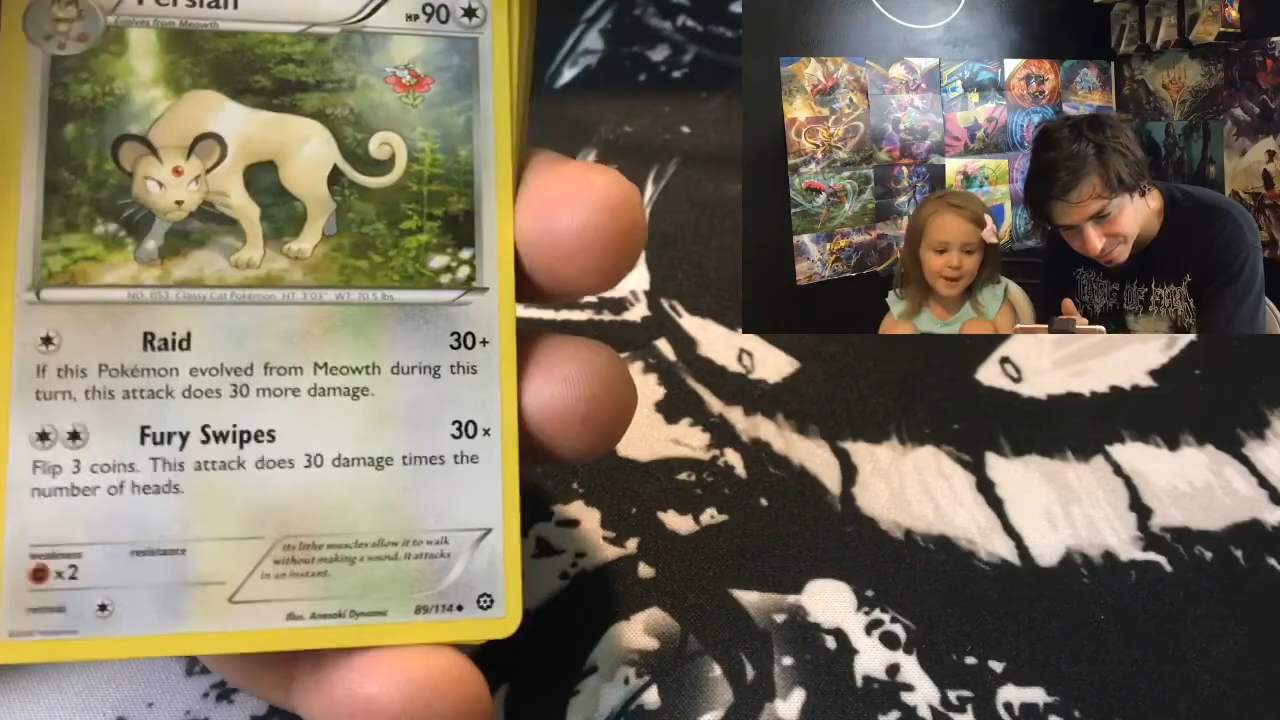 Persian
HP 90
Evolves from Meowth
NO. 053 Classy Cat Pokémon HT: 3'03" WT: 70.5 lbs
Raid 30+
If this Pokémon evolved from Meowth during this
turn, this attack does 30 more damage.
Fury Swipes 30×
Flip 3 coins. This attack does 30 damage times the
number of heads.
weakness resistance
×2
Its lithe muscles allow it to walk
without making a sound. It attacks
in an instant.
retreat
Illus. Anesaki Dynamic 89/114